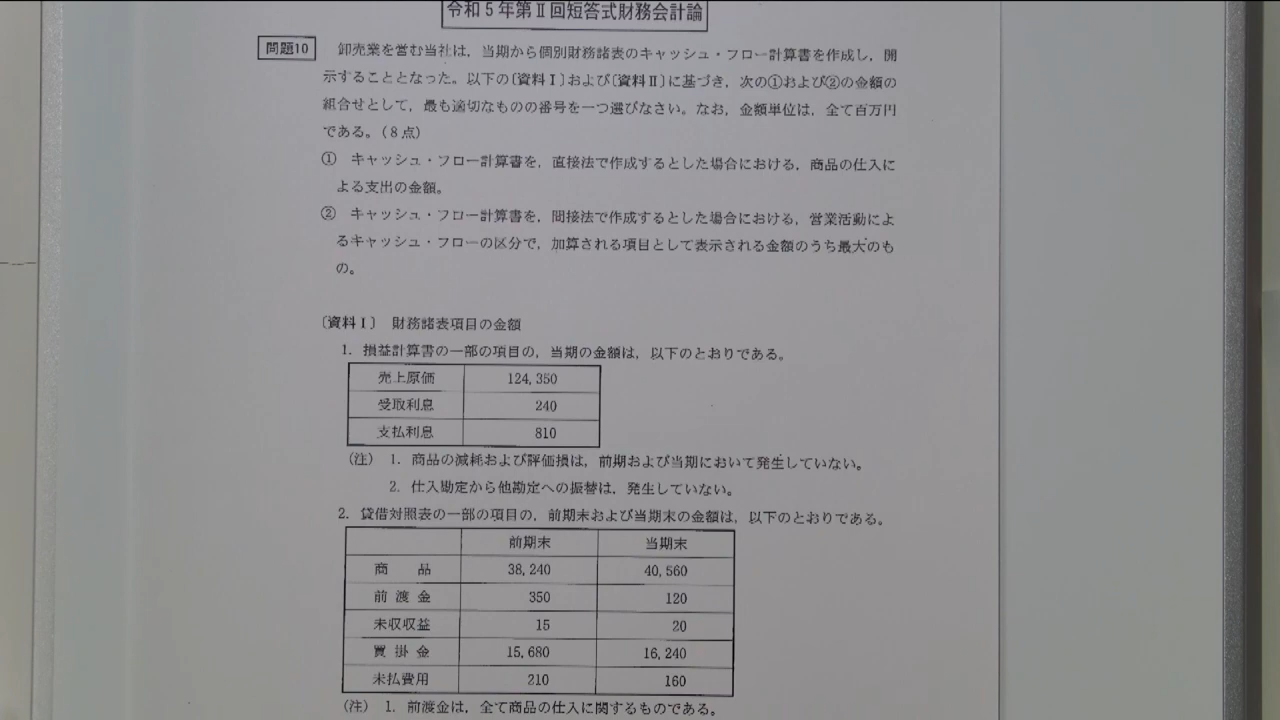 令和5年第Ⅱ回短答式財務会計論
問題10 卸売業を営む当社は，当期から個別財務諸表のキャッシュ・フロー計算書を作成し，開
示することとなった。以下の〔資料Ⅰ〕および〔資料Ⅱ〕に基づき，次の①および②の金額の
組合せとして，最も適切なものの番号を一つ選びなさい。なお，金額単位は，全て百万円
である。（8点）
① キャッシュ・フロー計算書を，直接法で作成するとした場合における，商品の仕入に
よる支出の金額。
② キャッシュ・フロー計算書を，間接法で作成するとした場合における，営業活動によ
るキャッシュ・フローの区分で，加算される項目として表示される金額のうち最大のも
の。
〔資料Ⅰ〕 財務諸表項目の金額
1．損益計算書の一部の項目の，当期の金額は，以下のとおりである。
売上原価 124,350
受取利息 240
支払利息 810
（注） 1．商品の減耗および評価損は，前期および当期において発生していない。
2．仕入勘定から他勘定への振替は，発生していない。
2．貸借対照表の一部の項目の，前期末および当期末の金額は，以下のとおりである。
前期末 当期末
商品 38,240 40,560
前渡金 350 120
未収収益 15 20
買掛金 15,680 16,240
未払費用 210 160
（注） 1．前渡金は，全て商品の仕入に関するものである。